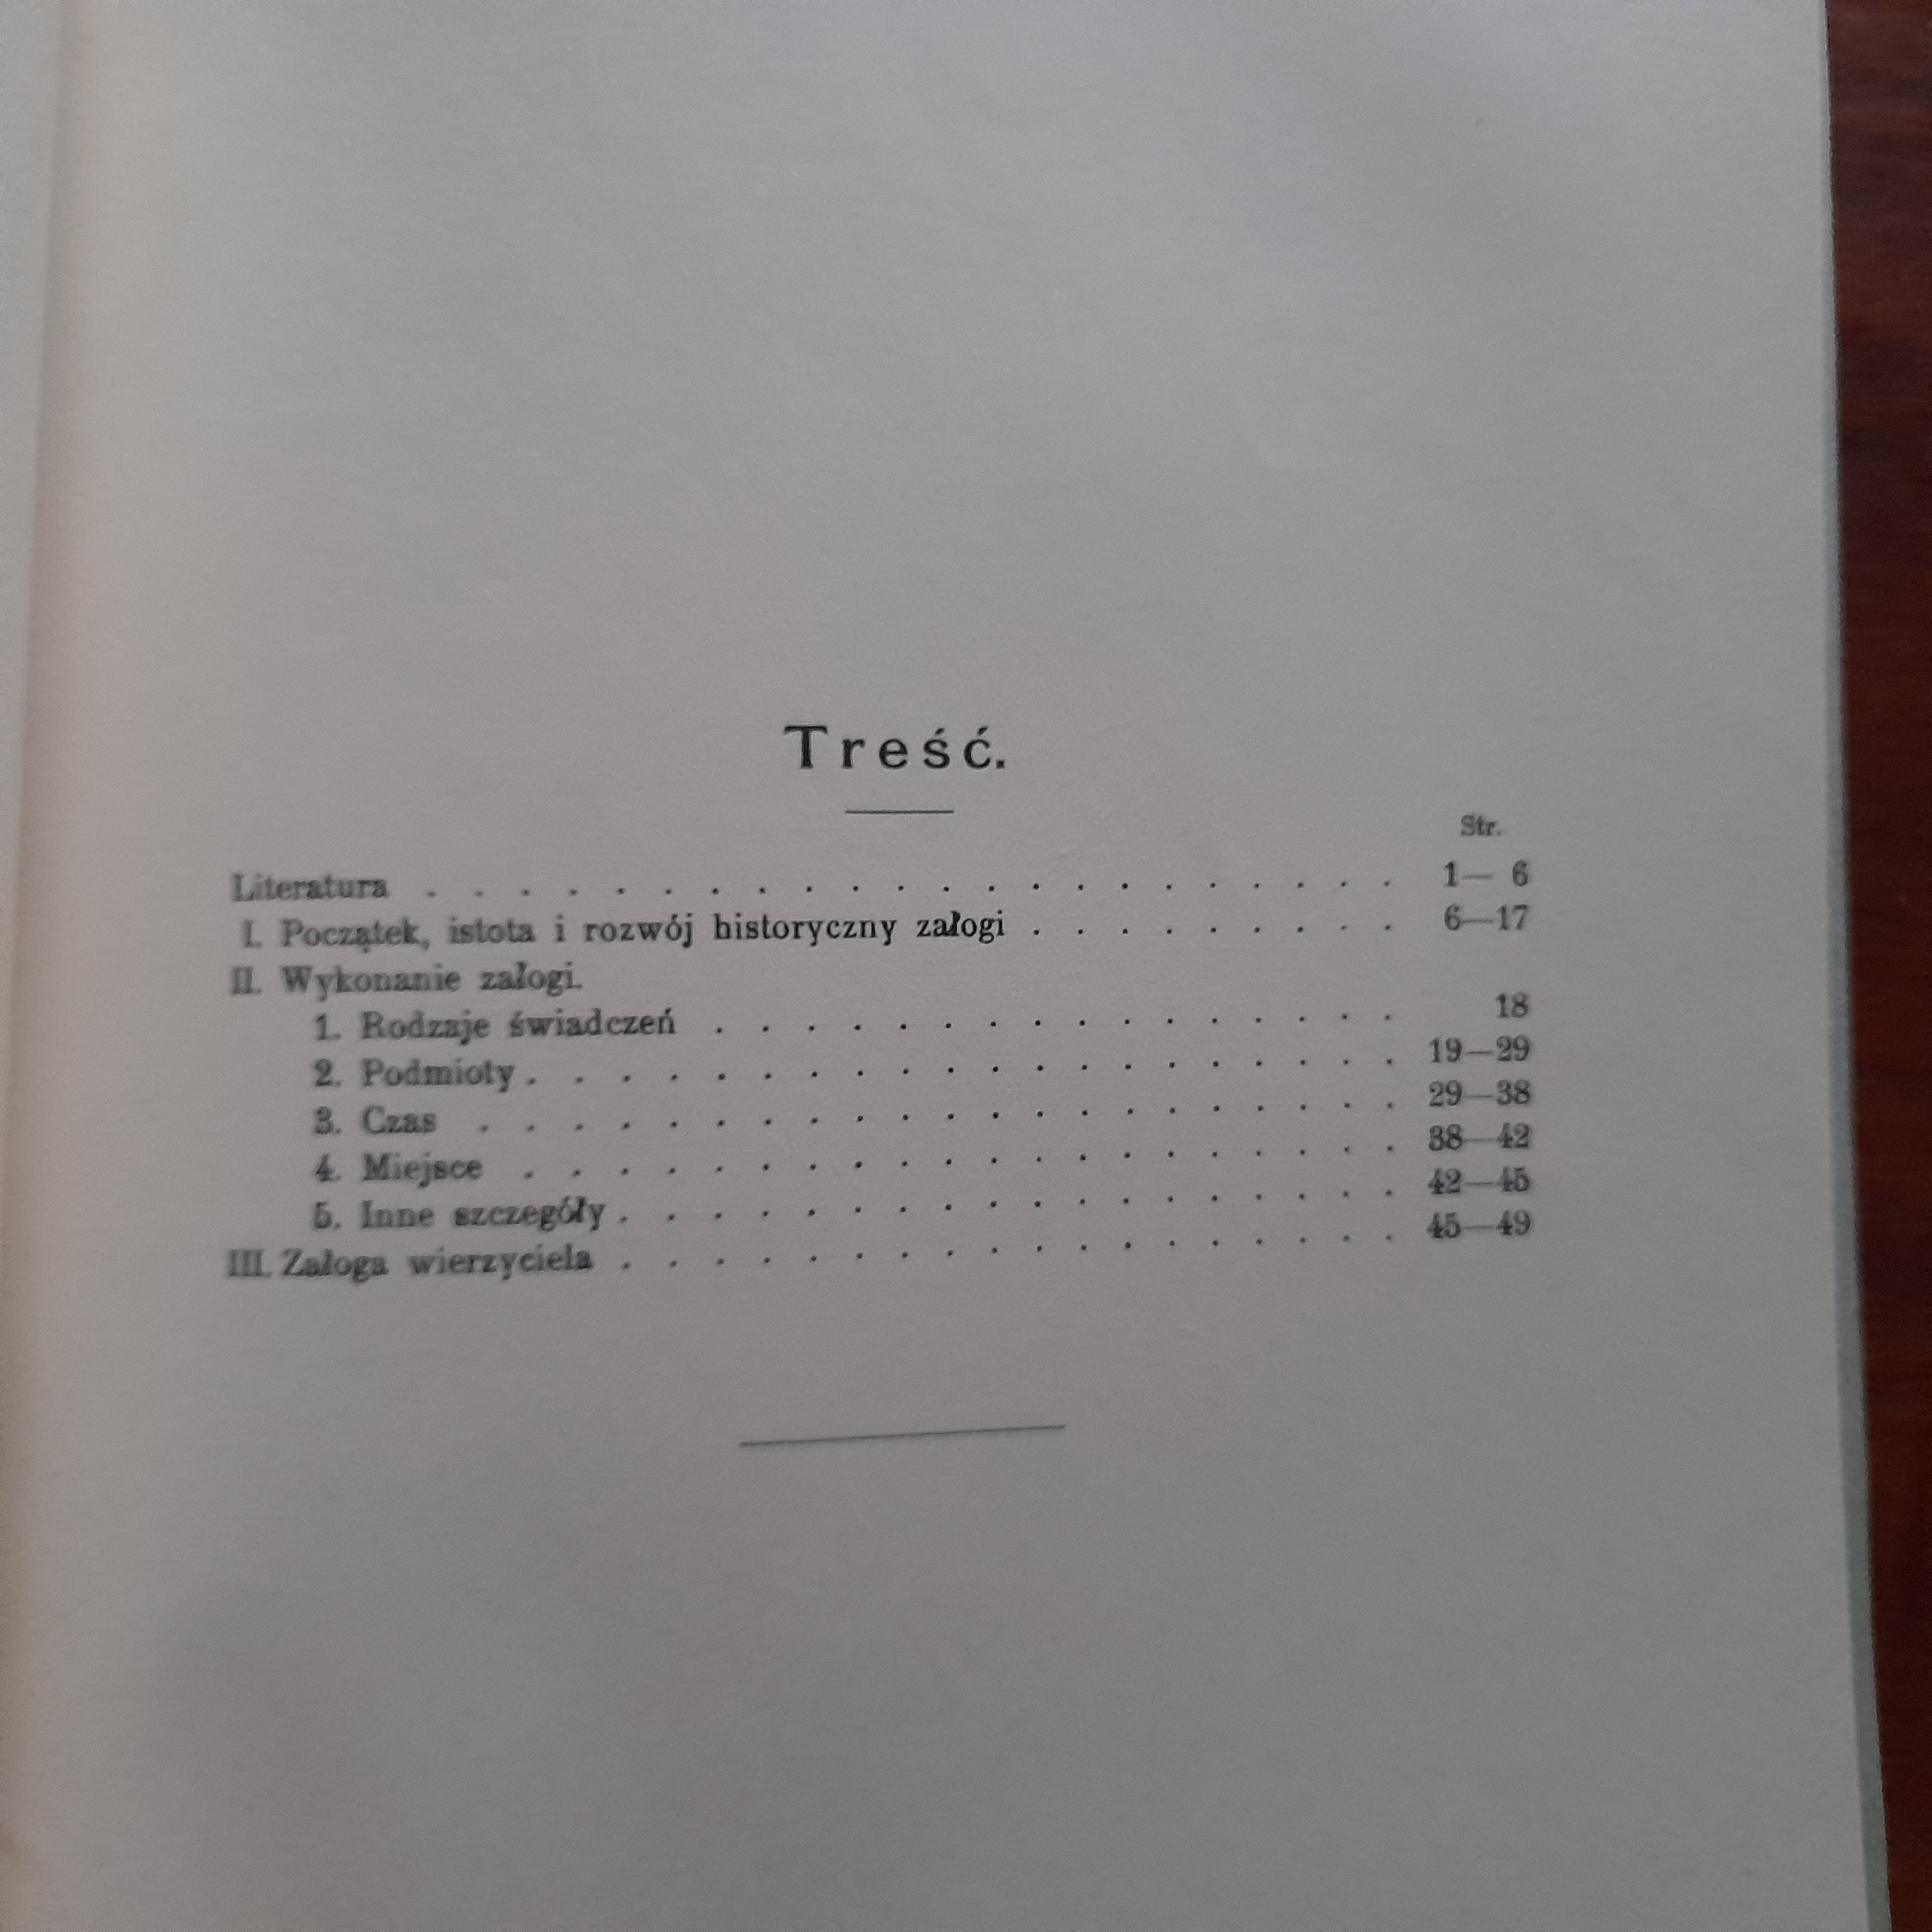 Treść.
Str.
Literatura . . . . . . . . . . . . . . . . . . . . . . 1— 6
I. Początek, istota i rozwój historyczny załogi . . . . . . . . . 6—17
II. Wykonanie załogi.
1. Rodzaje świadczeń . . . . . . . . . . . . . . . . 18
2. Podmioty . . . . . . . . . . . . . . . . . . . . 19—29
3. Czas . . . . . . . . . . . . . . . . . . . . . 29—38
4. Miejsce . . . . . . . . . . . . . . . . . . . . 38—42
5. Inne szczegóły . . . . . . . . . . . . . . . . . . 42—45
III. Załoga wierzyciela . . . . . . . . . . . . . . . . . . 45—49